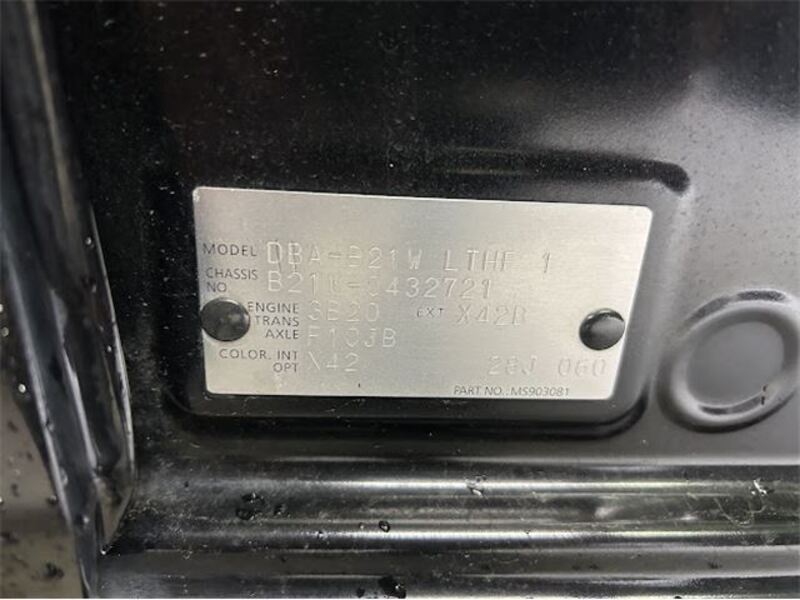 MODEL DBA-B21W LTHF 1
CHASSIS NO B21W-0432721
ENGINE 3B20 EXT X42B
TRANS AXLE F1CJB
COLOR. INT OPT X42 28J 060
PART NO.:MS903081